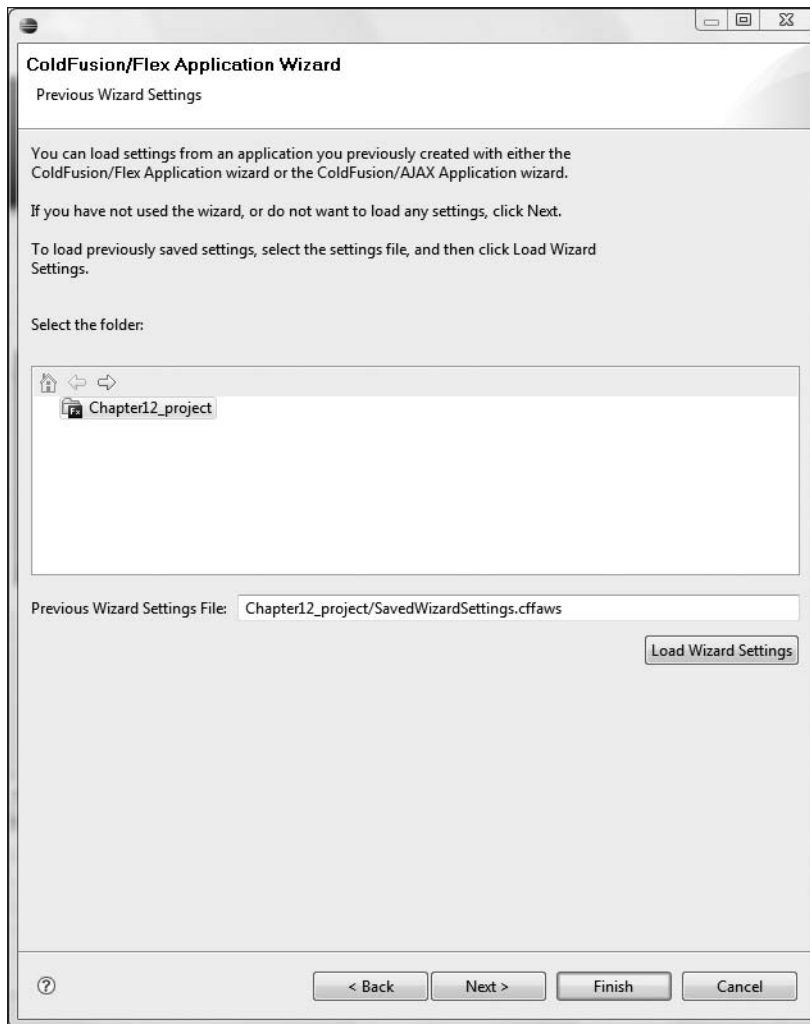 ColdFusion/Flex Application Wizard
Previous Wizard Settings
You can load settings from an application you previously created with either the
ColdFusion/Flex Application wizard or the ColdFusion/AJAX Application wizard.
If you have not used the wizard, or do not want to load any settings, click Next.
To load previously saved settings, select the settings file, and then click Load Wizard
Settings.
Select the folder:
Fx Chapter12_project
Previous Wizard Settings File: Chapter12_project/SavedWizardSettings.cffaws
Load Wizard Settings
? < Back Next > Finish Cancel